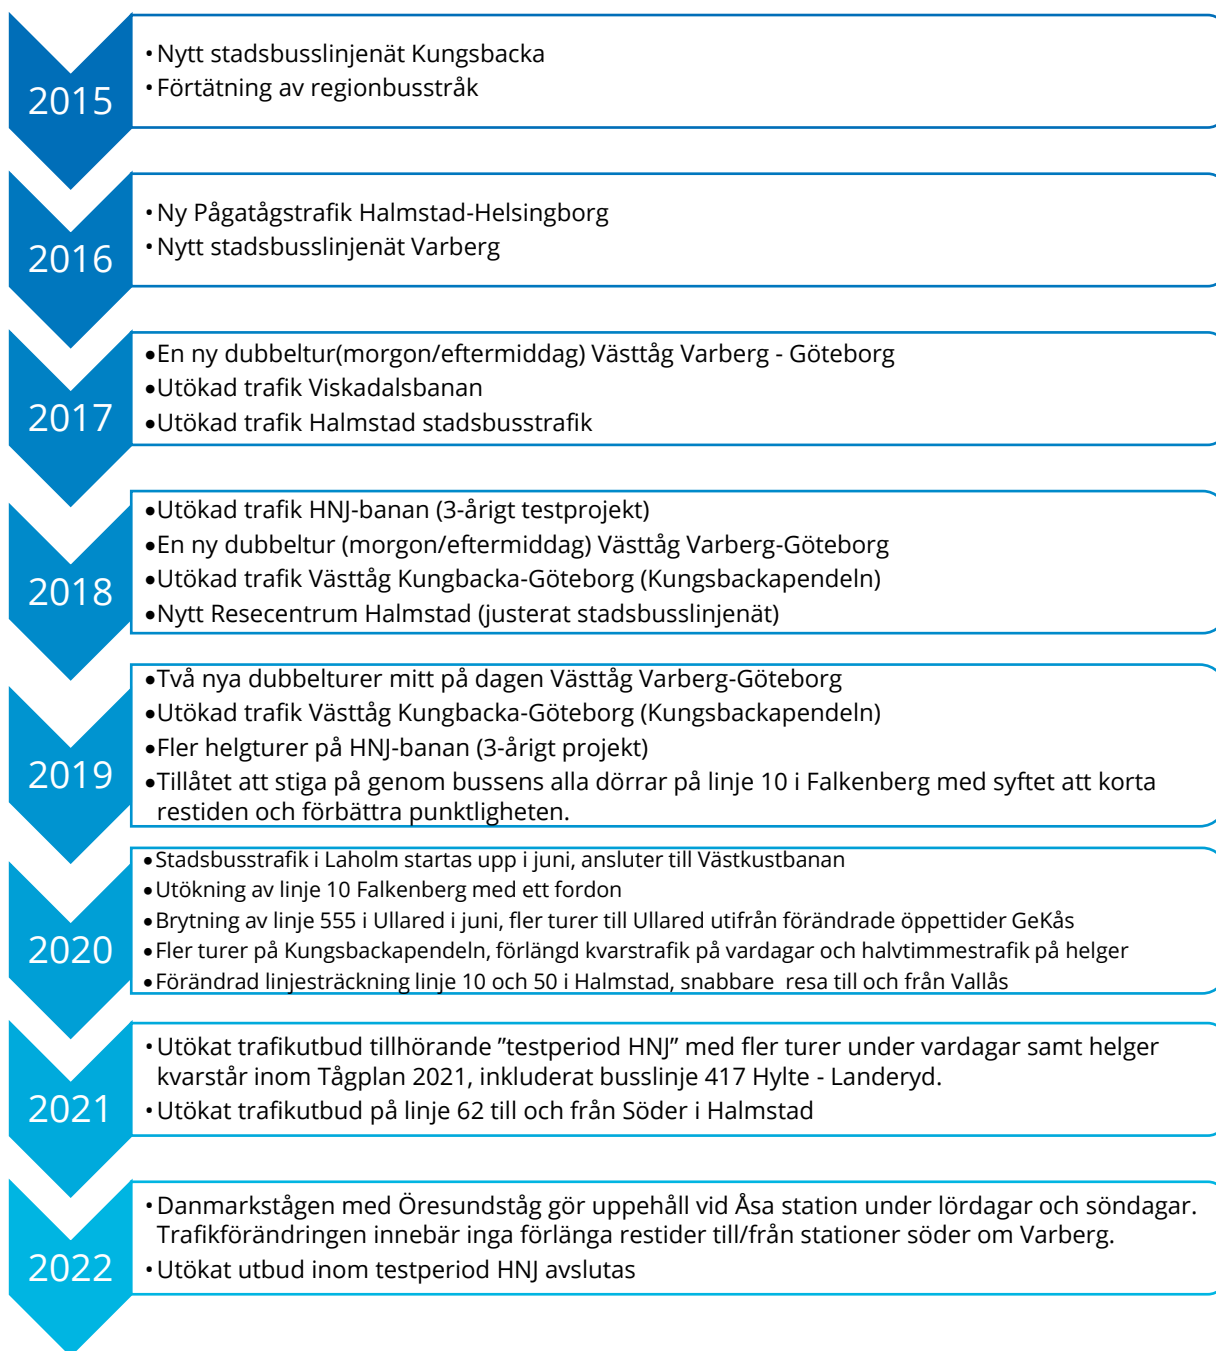 2015
• Nytt stadsbusslinjenät Kungsbacka
• Förtätning av regionbusstråk
2016
• Ny Pågatågstrafik Halmstad-Helsingborg
• Nytt stadsbusslinjenät Varberg
2017
•En ny dubbeltur(morgon/eftermiddag) Västtåg Varberg - Göteborg
•Utökad trafik Viskadalsbanan
•Utökad trafik Halmstad stadsbusstrafik
2018
•Utökad trafik HNJ-banan (3-årigt testprojekt)
•En ny dubbeltur (morgon/eftermiddag) Västtåg Varberg-Göteborg
•Utökad trafik Västtåg Kungbacka-Göteborg (Kungsbackapendeln)
•Nytt Resecentrum Halmstad (justerat stadsbusslinjenät)
2019
•Två nya dubbelturer mitt på dagen Västtåg Varberg-Göteborg
•Utökad trafik Västtåg Kungbacka-Göteborg (Kungsbackapendeln)
•Fler helgturer på HNJ-banan (3-årigt projekt)
•Tillåtet att stiga på genom bussens alla dörrar på linje 10 i Falkenberg med syftet att korta
restiden och förbättra punktligheten.
2020
•Stadsbusstrafik i Laholm startas upp i juni, ansluter till Västkustbanan
•Utökning av linje 10 Falkenberg med ett fordon
•Brytning av linje 555 i Ullared i juni, fler turer till Ullared utifrån förändrade öppettider GeKås
•Fler turer på Kungsbackapendeln, förlängd kvarstrafik på vardagar och halvtimmestrafik på helger
•Förändrad linjesträckning linje 10 och 50 i Halmstad, snabbare  resa till och från Vallås
2021
• Utökat trafikutbud tillhörande ”testperiod HNJ” med fler turer under vardagar samt helger
kvarstår inom Tågplan 2021, inkluderat busslinje 417 Hylte - Landeryd.
• Utökat trafikutbud på linje 62 till och från Söder i Halmstad
2022
• Danmarkstågen med Öresundståg gör uppehåll vid Åsa station under lördagar och söndagar.
Trafikförändringen innebär inga förlänga restider till/från stationer söder om Varberg.
• Utökat utbud inom testperiod HNJ avslutas